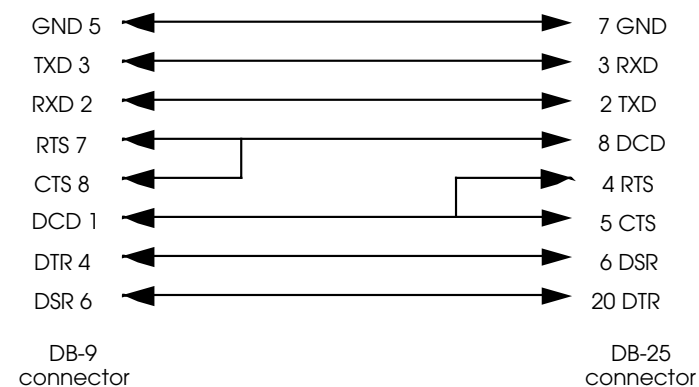 GND 5 7 GND
TXD 3 3 RXD
RXD 2 2 TXD
RTS 7 8 DCD
CTS 8 4 RTS
DCD 1 5 CTS
DTR 4 6 DSR
DSR 6 20 DTR
DB-9 DB-25
connector connector